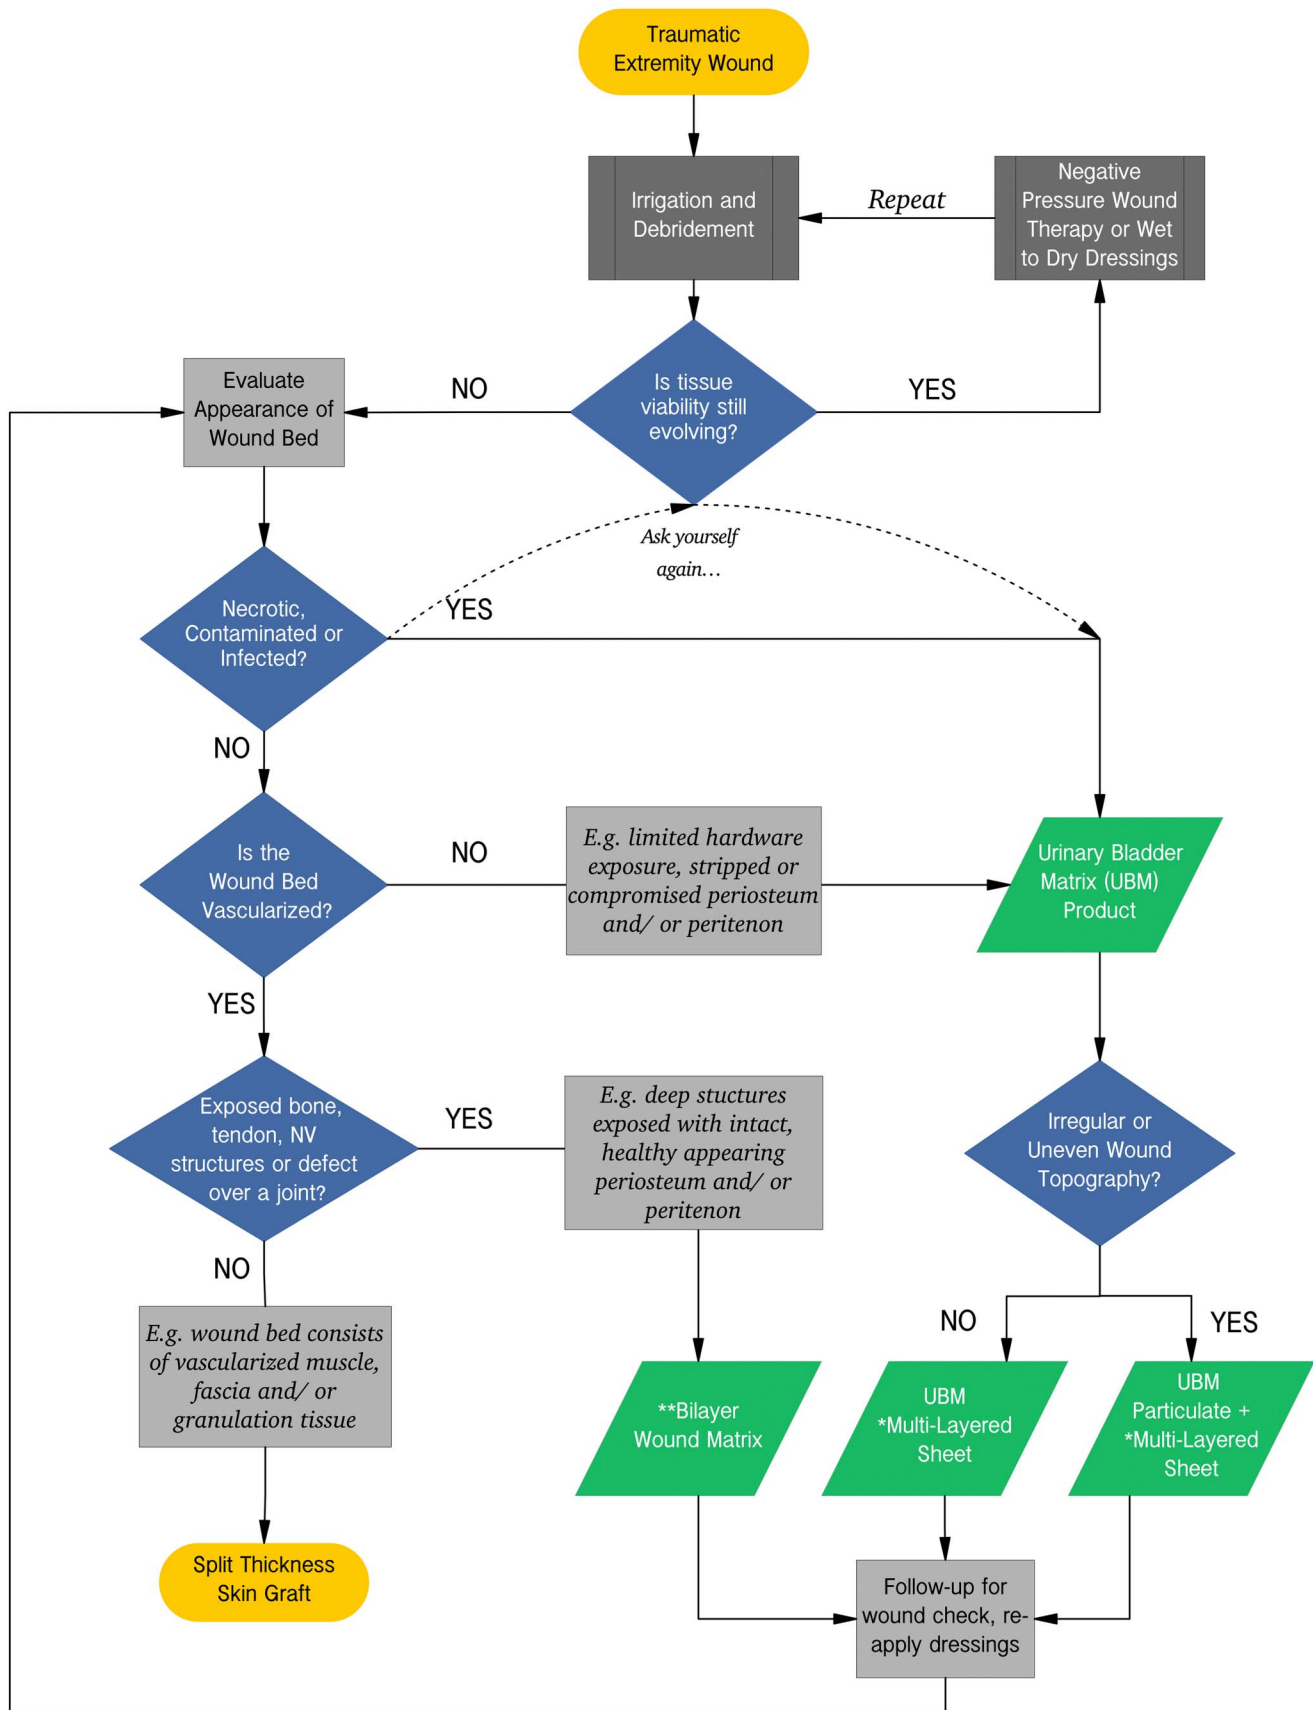 Traumatic
Extremity Wound
Irrigation and
Debridement
Repeat
Negative
Pressure Wound
Therapy or Wet
to Dry Dressings
Is tissue
viability still
evolving?
NO
YES
Evaluate
Appearance of
Wound Bed
Ask yourself
again...
Necrotic,
Contaminated or
Infected?
YES
NO
Is the
Wound Bed
Vascularized?
NO
E.g. limited hardware
exposure, stripped or
compromised periosteum
and/ or peritenon
Urinary Bladder
Matrix (UBM)
Product
YES
Exposed bone,
tendon, NV
structures or defect
over a joint?
YES
E.g. deep stuctures
exposed with intact,
healthy appearing
periosteum and/ or
peritenon
Irregular or
Uneven Wound
Topography?
NO
E.g. wound bed consists
of vascularized muscle,
fascia and/ or
granulation tissue
NO
YES
**Bilayer
Wound Matrix
UBM
*Multi-Layered
Sheet
UBM
Particulate +
*Multi-Layered
Sheet
Split Thickness
Skin Graft
Follow-up for
wound check, re-
apply dressings